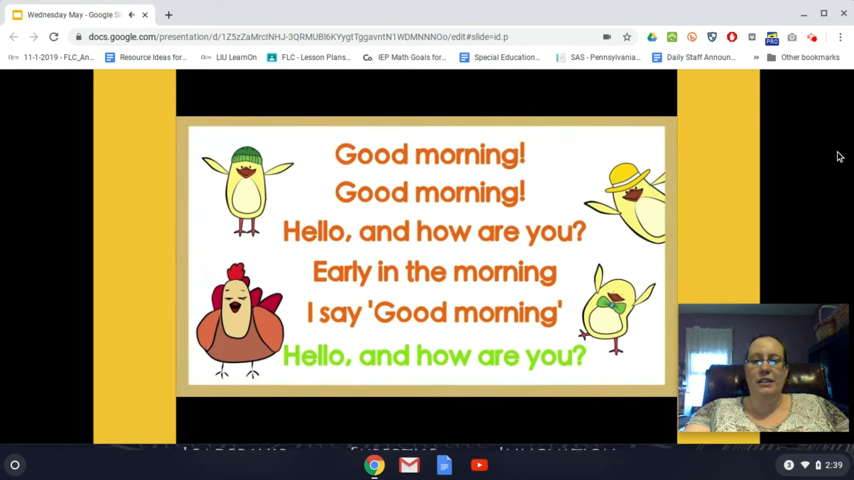 Wednesday May - Google Sl
docs.google.com/presentation/d/1Z5zZaMrcINHJ-3QRMUBl6KYygtTggavntN1WDMNNNOo/edit#slide=id.p
11-1-2019 - FLC_An...
Resource Ideas for...
LIU LearnOn
FLC - Lesson Plans...
Co. IEP Math Goals for...
Special Education...
SAS - Pennsylvania...
Daily Staff Announ...
»
Other bookmarks
Good morning!
Good morning!
Hello, and how are you?
Early in the morning
I say 'Good morning'
Hello, and how are you?
3
2:39